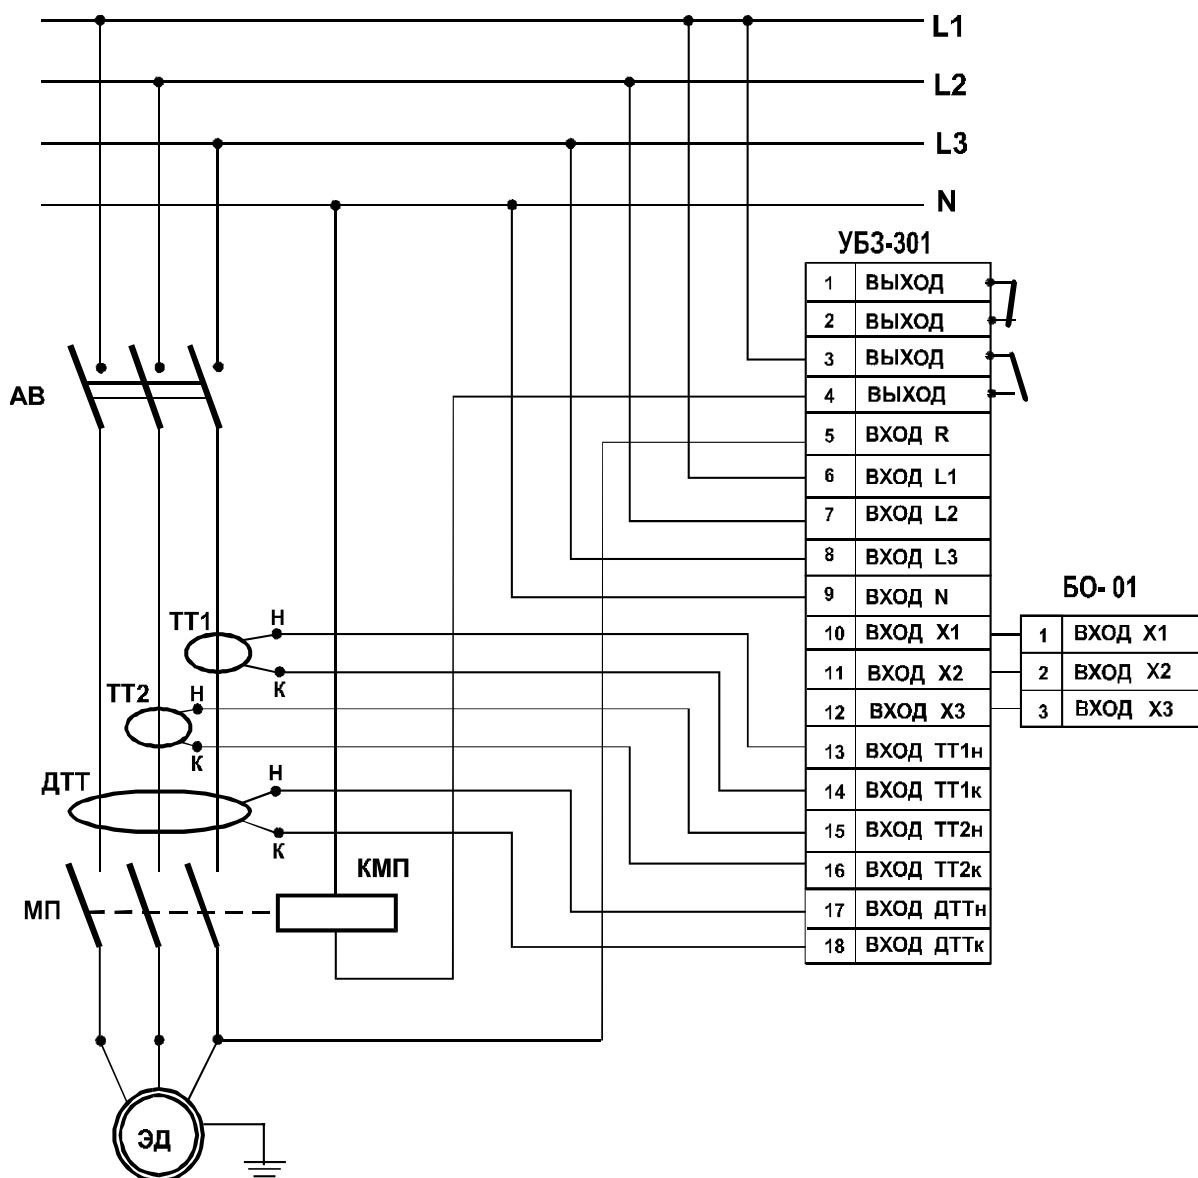 L1
L2
L3
N
УБЗ-301
1 ВЫХОД
2 ВЫХОД
3 ВЫХОД
АВ
4 ВЫХОД
5 ВХОД R
6 ВХОД L1
7 ВХОД L2
8 ВХОД L3
БО- 01
9 ВХОД N
ТТ1
Н
10 ВХОД X1
1 ВХОД X1
К
11 ВХОД X2
2 ВХОД X2
ТТ2
Н
12 ВХОД X3
3 ВХОД X3
К
13 ВХОД ТТ1н
ДТТ
Н
14 ВХОД ТТ1к
15 ВХОД ТТ2н
К
КМП
16 ВХОД ТТ2к
МП
17 ВХОД ДТТн
18 ВХОД ДТТк
ЭД